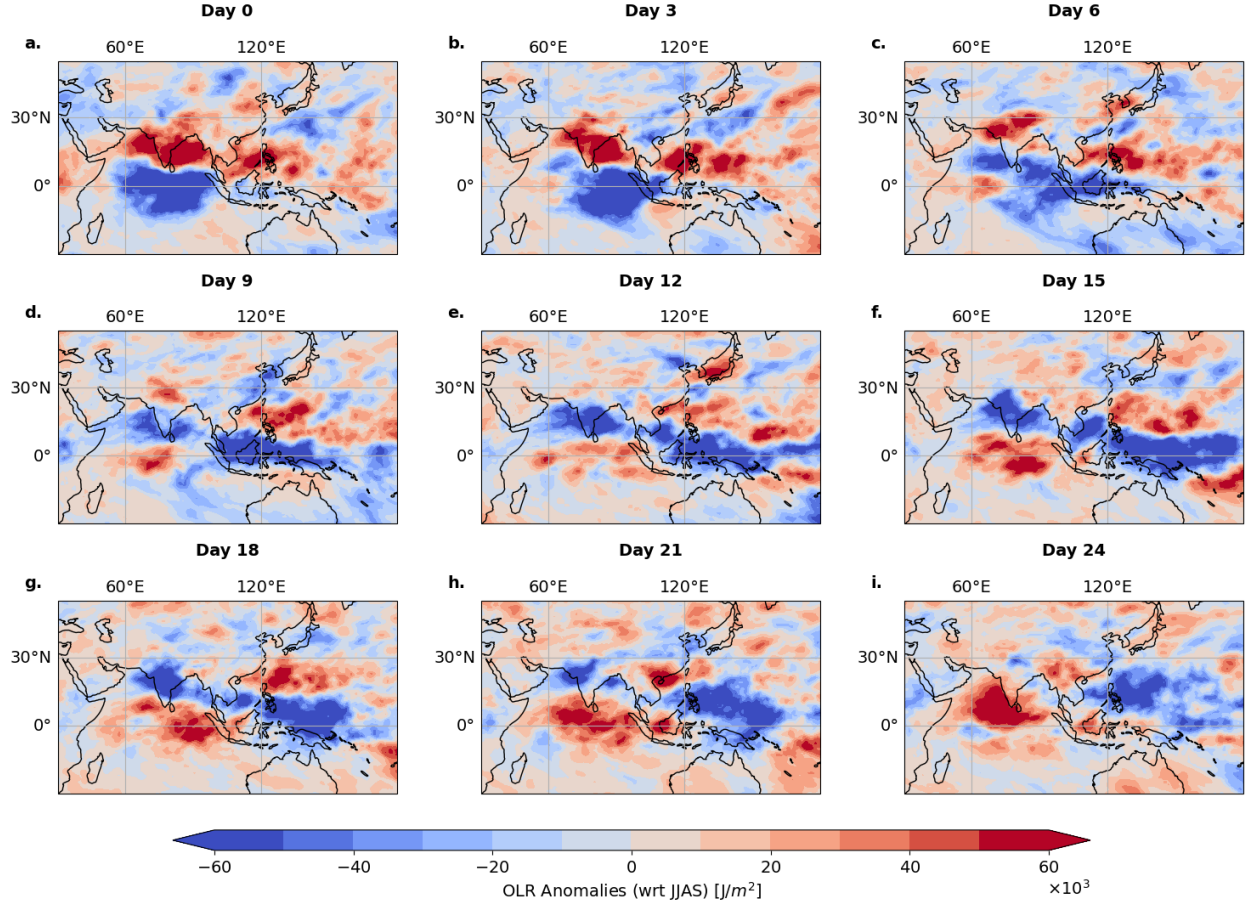 Day 0 Day 3 Day 6
a. 60°E 120°E b. 60°E 120°E c. 60°E 120°E
30°N 30°N 30°N
0° 0° 0°
Day 9 Day 12 Day 15
d. 60°E 120°E e. 60°E 120°E f. 60°E 120°E
30°N 30°N 30°N
0° 0° 0°
Day 18 Day 21 Day 24
g. 60°E 120°E h. 60°E 120°E i. 60°E 120°E
30°N 30°N 30°N
0° 0° 0°
−60 −40 −20 0 20 40 60
OLR Anomalies (wrt JJAS) [J/m²] ×10³